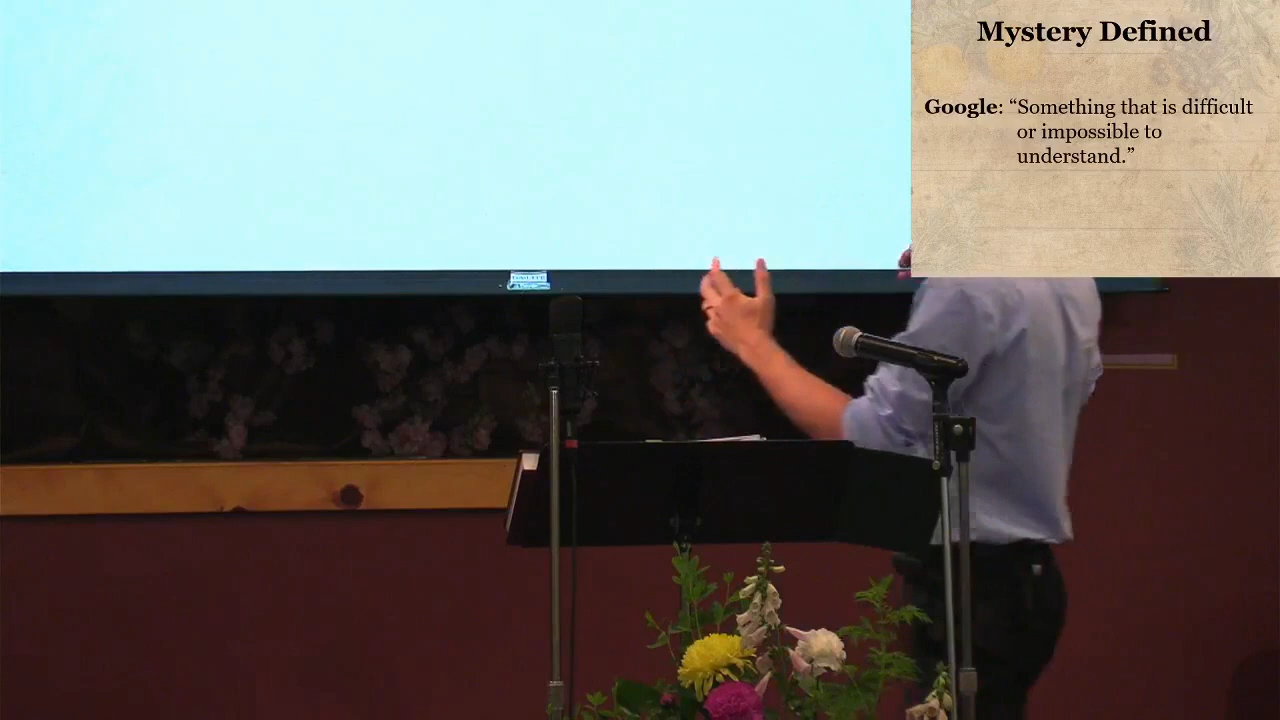 Mystery Defined
Google: “Something that is difficult
or impossible to
understand.”